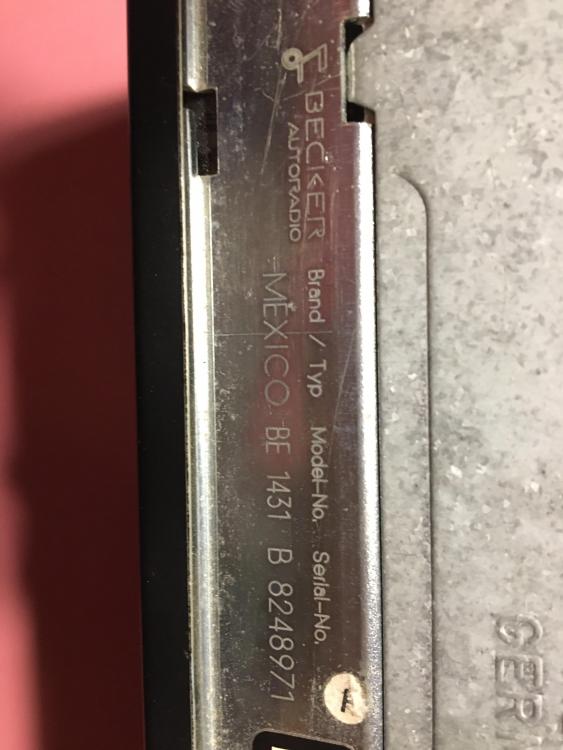 BECKER
AUTORADIO
Brand / Typ Model-No. Serial-No.
MEXICO BE 1431 B 8248971